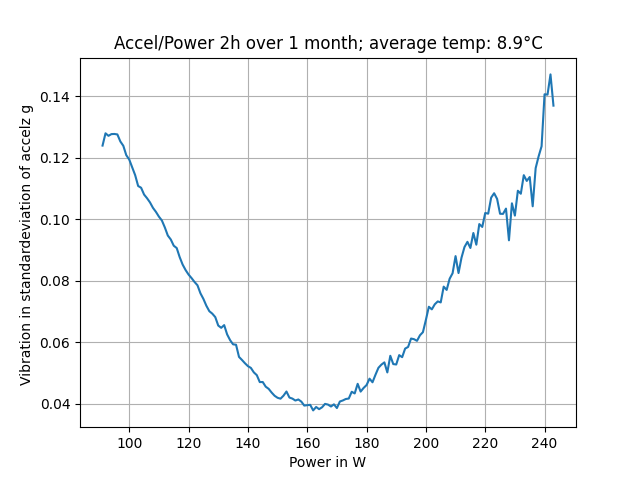 Accel/Power 2h over 1 month; average temp: 8.9°C
Vibration in standardeviation of accelz g
0.14
0.12
0.10
0.08
0.06
0.04
100 120 140 160 180 200 220 240
Power in W